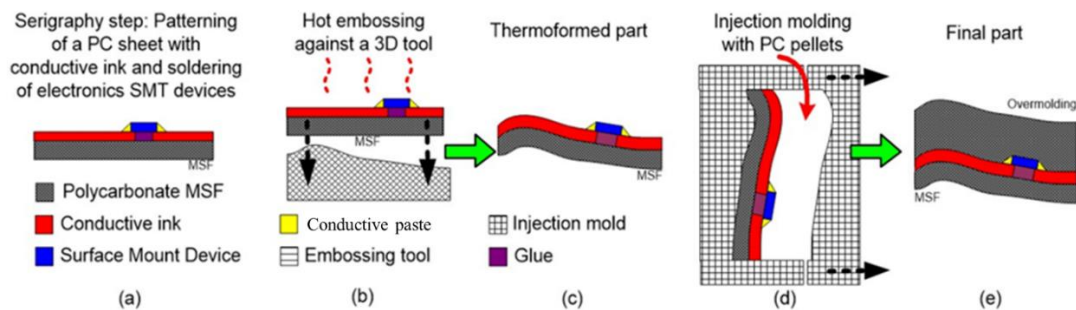 Serigraphy step: Patterning
of a PC sheet with
conductive ink and soldering
of electronics SMT devices
MSF
Polycarbonate MSF
Conductive ink
Surface Mount Device
(a)
Hot embossing
against a 3D tool
MSF
Conductive paste
Embossing tool
(b)
Thermoformed part
MSF
Injection mold
Glue
(c)
Injection molding
with PC pellets
(d)
Final part
Overmolding
MSF
(e)